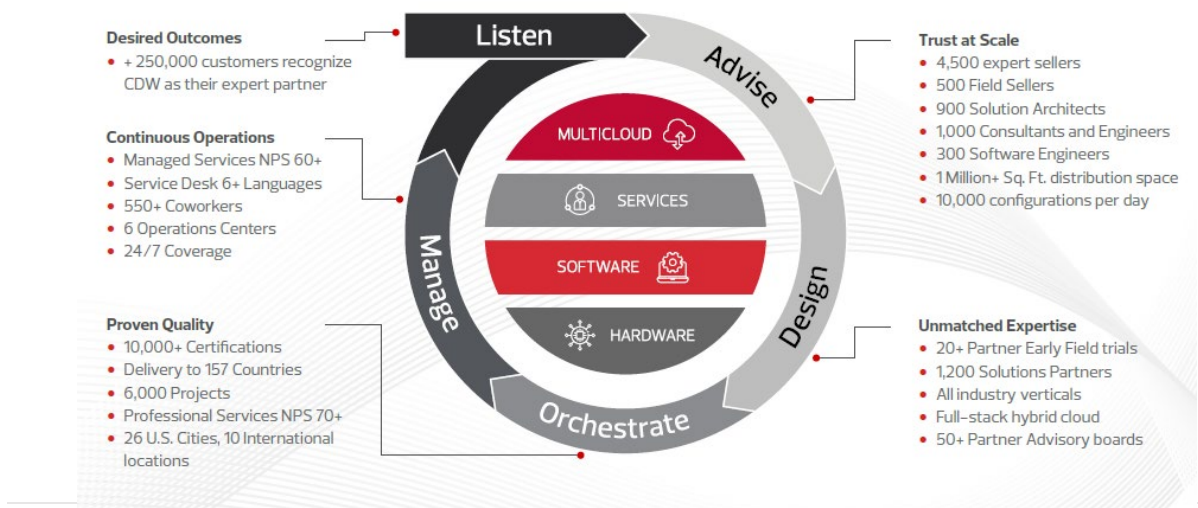 Desired Outcomes
• + 250,000 customers recognize
CDW as their expert partner
Continuous Operations
• Managed Services NPS 60+
• Service Desk 6+ Languages
• 550+ Coworkers
• 6 Operations Centers
• 24/7 Coverage
Proven Quality
• 10,000+ Certifications
• Delivery to 157 Countries
• 6,000 Projects
• Professional Services NPS 70+
• 26 U.S. Cities, 10 International
locations
Listen
Advise
Design
Orchestrate
Manage
MULTICLOUD
SERVICES
SOFTWARE
HARDWARE
Trust at Scale
• 4,500 expert sellers
• 500 Field Sellers
• 900 Solution Architects
• 1,000 Consultants and Engineers
• 300 Software Engineers
• 1 Million+ Sq. Ft. distribution space
• 10,000 configurations per day
Unmatched Expertise
• 20+ Partner Early Field trials
• 1,200 Solutions Partners
• All industry verticals
• Full-stack hybrid cloud
• 50+ Partner Advisory boards